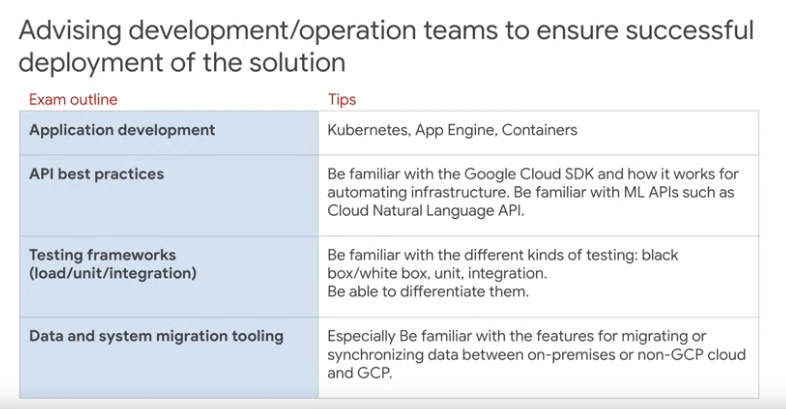 Advising development/operation teams to ensure successful
deployment of the solution
Exam outline
Tips
Application development
Kubernetes, App Engine, Containers
API best practices
Be familiar with the Google Cloud SDK and how it works for
automating infrastructure. Be familiar with ML APIs such as
Cloud Natural Language API.
Testing frameworks
(load/unit/integration)
Be familiar with the different kinds of testing: black
box/white box, unit, integration.
Be able to differentiate them.
Data and system migration tooling
Especially Be familiar with the features for migrating or
synchronizing data between on-premises or non-GCP cloud
and GCP.